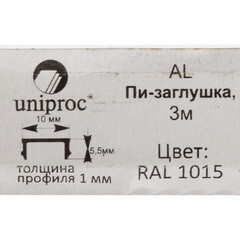 uniproc
10 мм
5,5мм
толщина
профиля 1 мм
AL
Пи-заглушка,
3м
Цвет:
RAL 1015